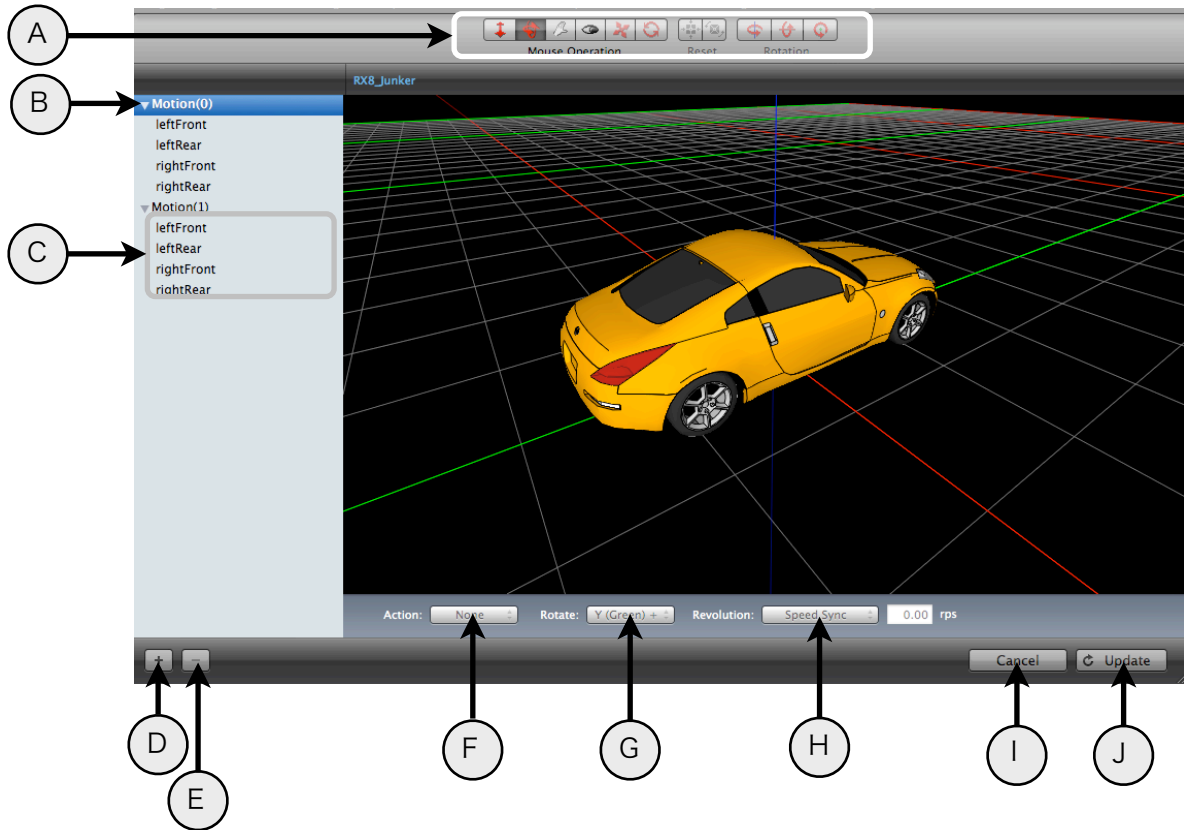 A
Mouse Operation Reset Rotation
B
RX8_Junker
Motion(0)
leftFront
leftRear
rightFront
rightRear
Motion(1)
C
leftFront
leftRear
rightFront
rightRear
Action: None Rotate: Y (Green) + Revolution: Speed Sync 0.00 rps
+ − Cancel Update
D
E
F
G
H
I
J